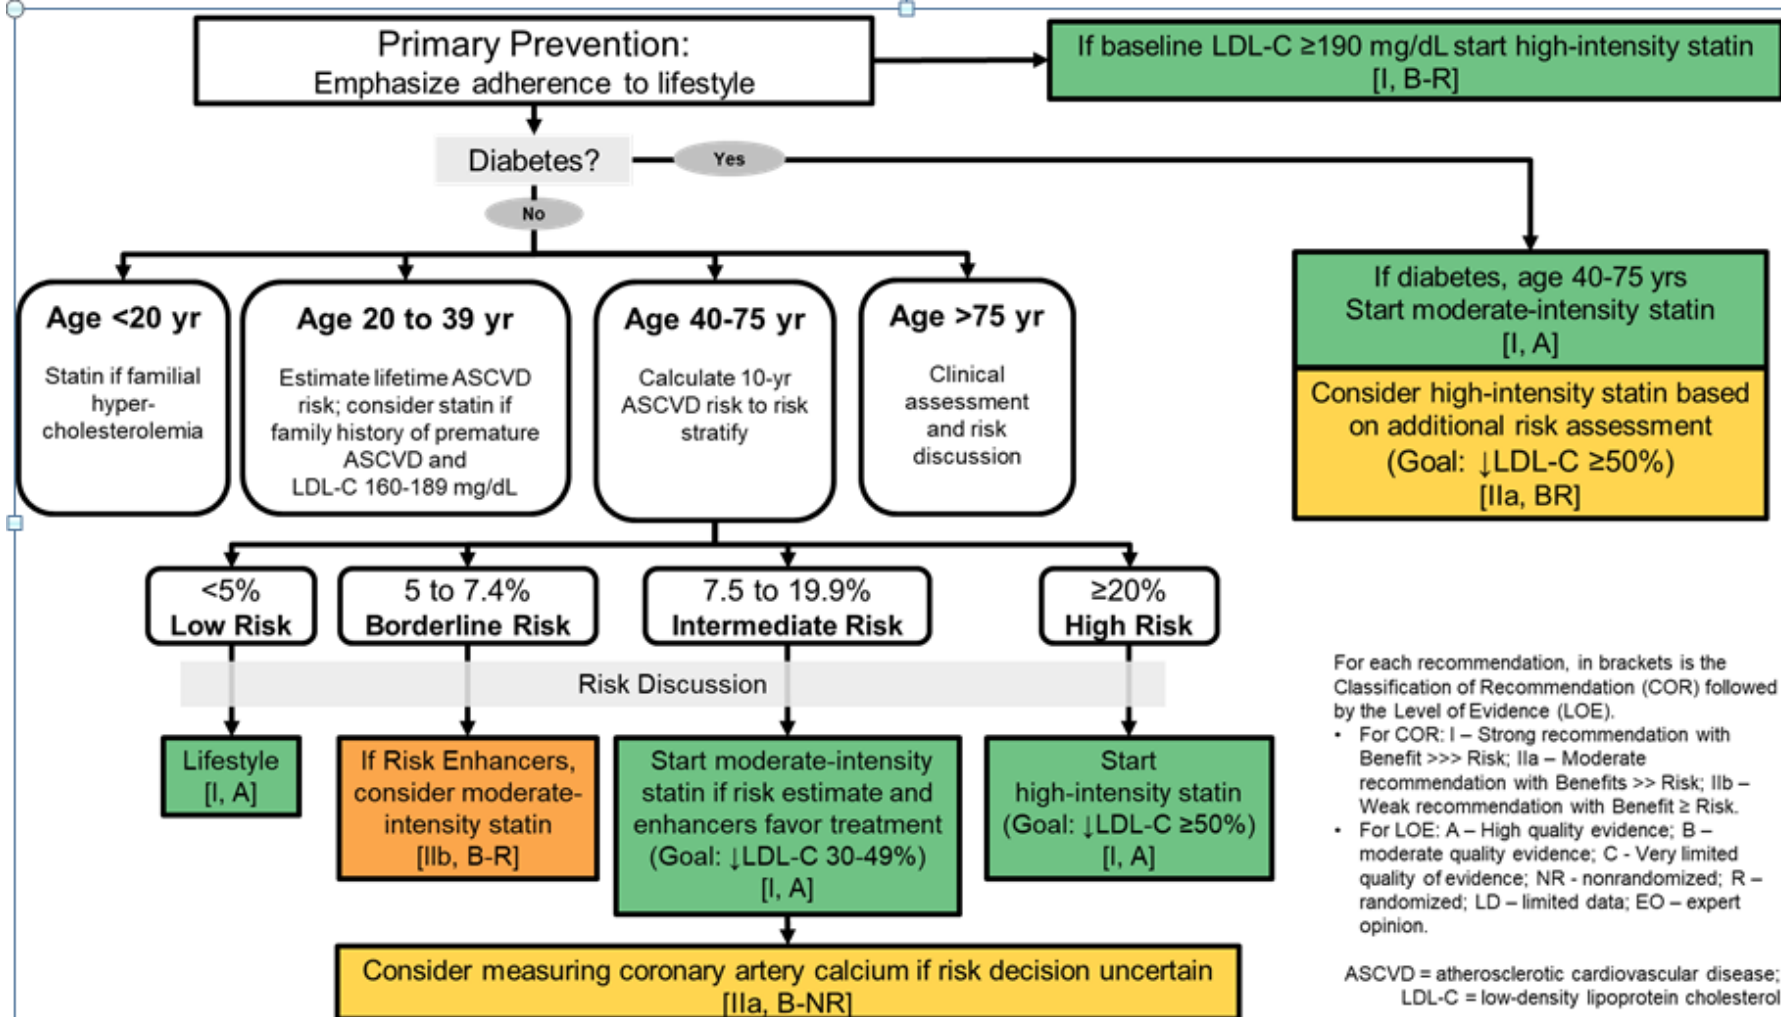 Primary Prevention:
Emphasize adherence to lifestyle
If baseline LDL-C ≥190 mg/dL start high-intensity statin
[I, B-R]
Diabetes?
Yes
No
Age <20 yr
Statin if familial
hyper-
cholesterolemia
Age 20 to 39 yr
Estimate lifetime ASCVD
risk; consider statin if
family history of premature
ASCVD and
LDL-C 160-189 mg/dL
Age 40-75 yr
Calculate 10-yr
ASCVD risk to risk
stratify
Age >75 yr
Clinical
assessment
and risk
discussion
If diabetes, age 40-75 yrs
Start moderate-intensity statin
[I, A]
Consider high-intensity statin based
on additional risk assessment
(Goal: ↓LDL-C ≥50%)
[IIa, BR]
<5%
Low Risk
5 to 7.4%
Borderline Risk
7.5 to 19.9%
Intermediate Risk
≥20%
High Risk
Risk Discussion
Lifestyle
[I, A]
If Risk Enhancers,
consider moderate-
intensity statin
[IIb, B-R]
Start moderate-intensity
statin if risk estimate and
enhancers favor treatment
(Goal: ↓LDL-C 30-49%)
[I, A]
Start
high-intensity statin
(Goal: ↓LDL-C ≥50%)
[I, A]
Consider measuring coronary artery calcium if risk decision uncertain
[IIa, B-NR]
For each recommendation, in brackets is the
Classification of Recommendation (COR) followed
by the Level of Evidence (LOE).
• For COR: I – Strong recommendation with
Benefit >>> Risk; IIa – Moderate
recommendation with Benefits >> Risk; IIb –
Weak recommendation with Benefit ≥ Risk.
• For LOE: A – High quality evidence; B –
moderate quality evidence; C - Very limited
quality of evidence; NR - nonrandomized; R –
randomized; LD – limited data; EO – expert
opinion.
ASCVD = atherosclerotic cardiovascular disease;
LDL-C = low-density lipoprotein cholesterol